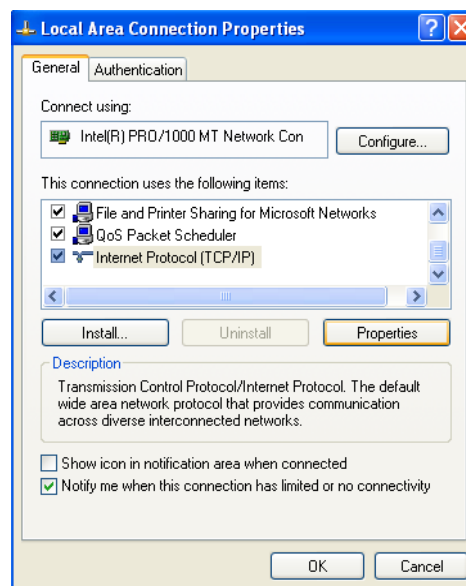 Local Area Connection Properties
General
Authentication
Connect using:
Intel(R) PRO/1000 MT Network Con
Configure...
This connection uses the following items:
File and Printer Sharing for Microsoft Networks
QoS Packet Scheduler
Internet Protocol (TCP/IP)
Install...
Uninstall
Properties
Description
Transmission Control Protocol/Internet Protocol. The default
wide area network protocol that provides communication
across diverse interconnected networks.
Show icon in notification area when connected
Notify me when this connection has limited or no connectivity
OK
Cancel